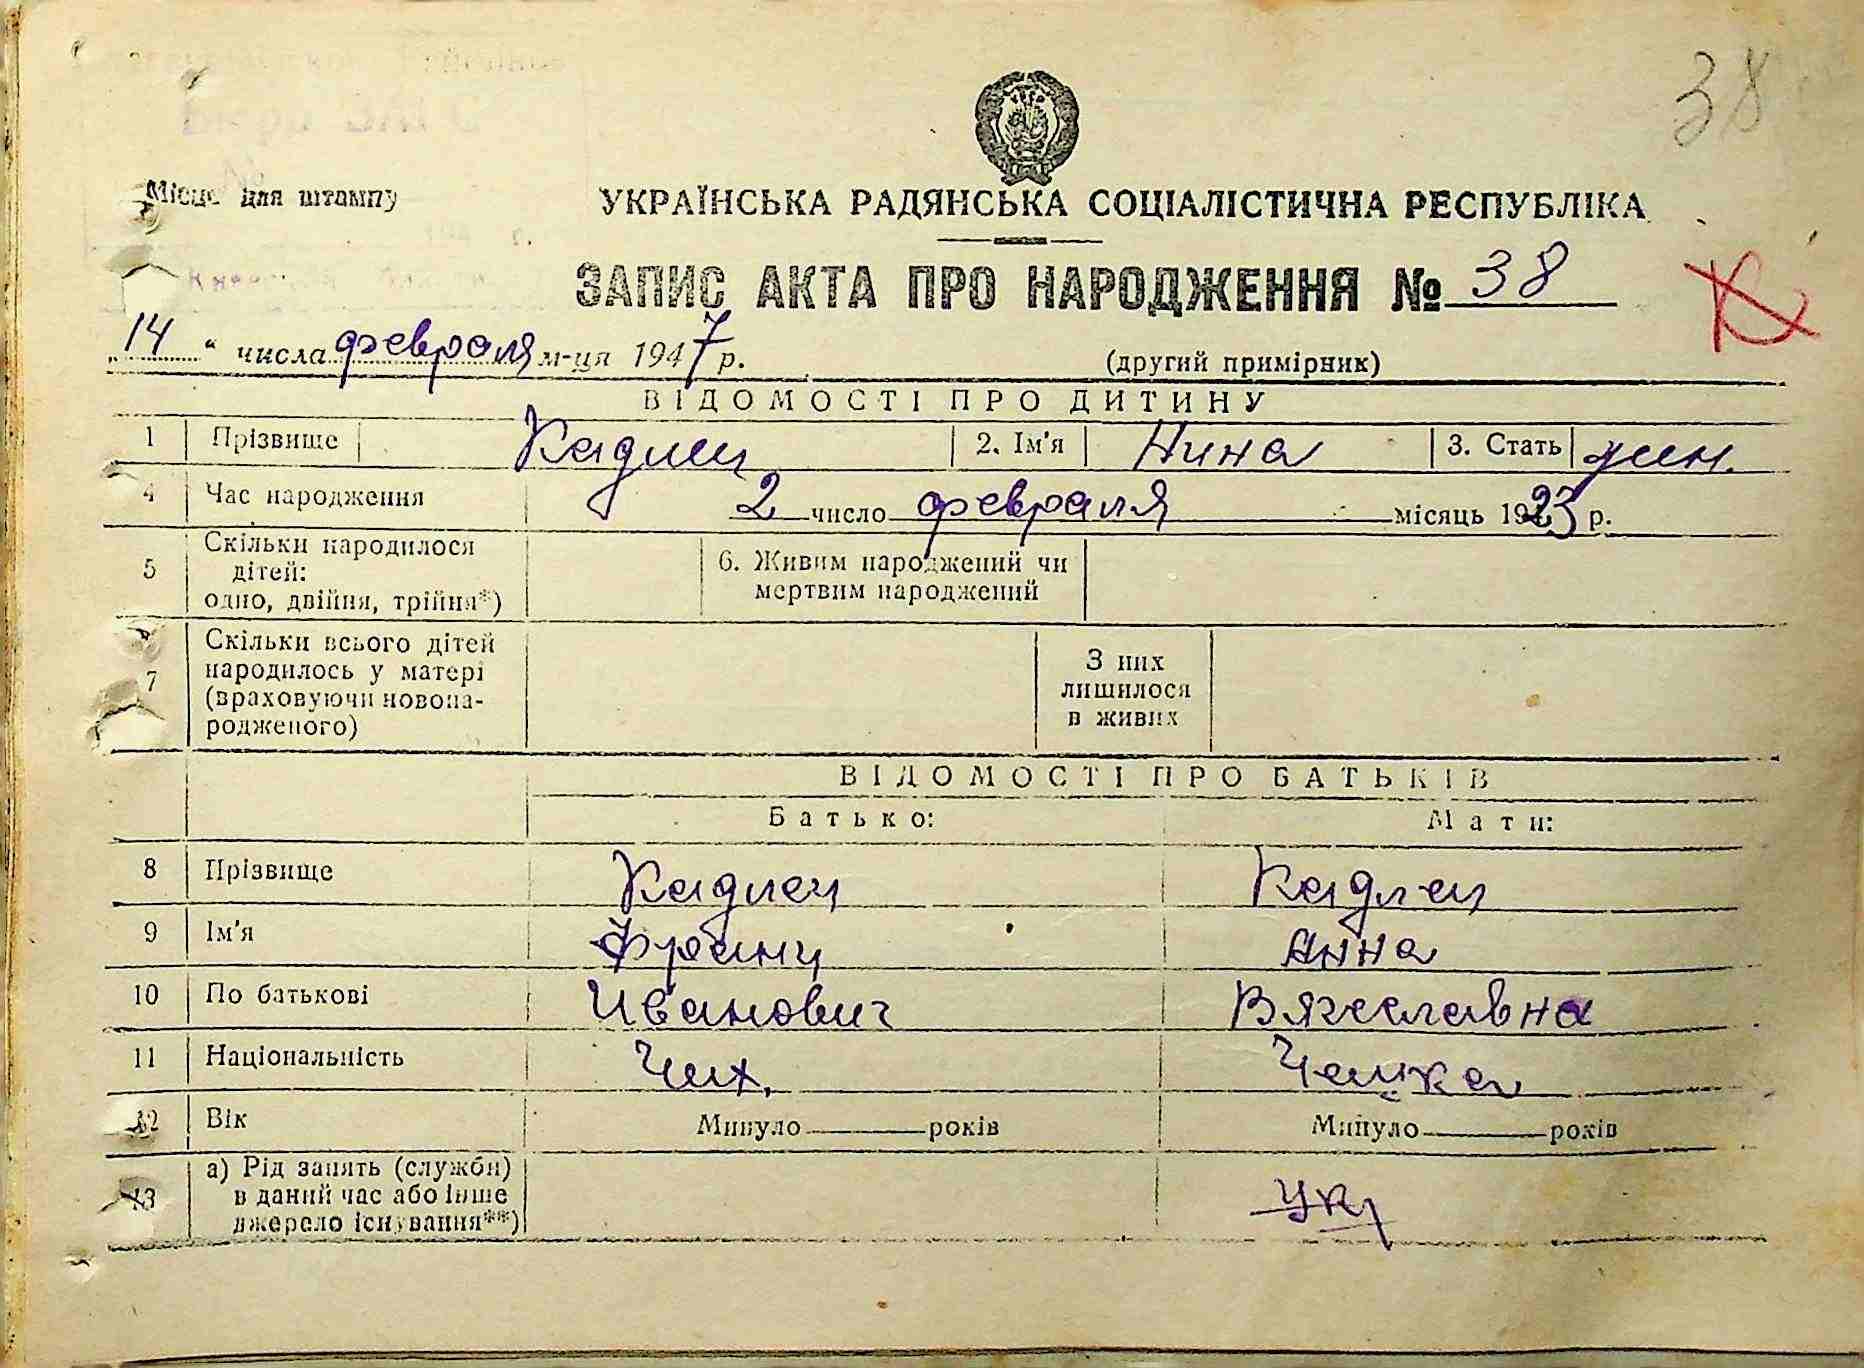 38
Місце для штампу
УКРАЇНСЬКА РАДЯНСЬКА СОЦІАЛІСТИЧНА РЕСПУБЛІКА
ЗАПИС АКТА ПРО НАРОДЖЕННЯ № 38
„14“ числа февраля м-ця 1947 р.
(другий примірник)
ВІДОМОСТІ ПРО ДИТИНУ
1 Прізвище Кадлец 2. Ім'я Нина 3. Стать жен.
4 Час народження 2 число февраля місяць 1923 р.
5 Скільки народилося дітей: одно, двійня, трійня*) 6. Живим народжений чи мертвим народжений
7 Скільки всього дітей народилось у матері (враховуючи новонародженого) З них лишилося в живих
ВІДОМОСТІ ПРО БАТЬКІВ
Батько: Мати:
8 Прізвище Кадлец Кадлец
9 Ім'я Франц Анна
10 По батькові Иванович Вячеславвна
11 Національність Чех. Чешка
12 Вік Минуло років Минуло років
13 а) Рід занять (служби) в даний час або інше джерело існування**)